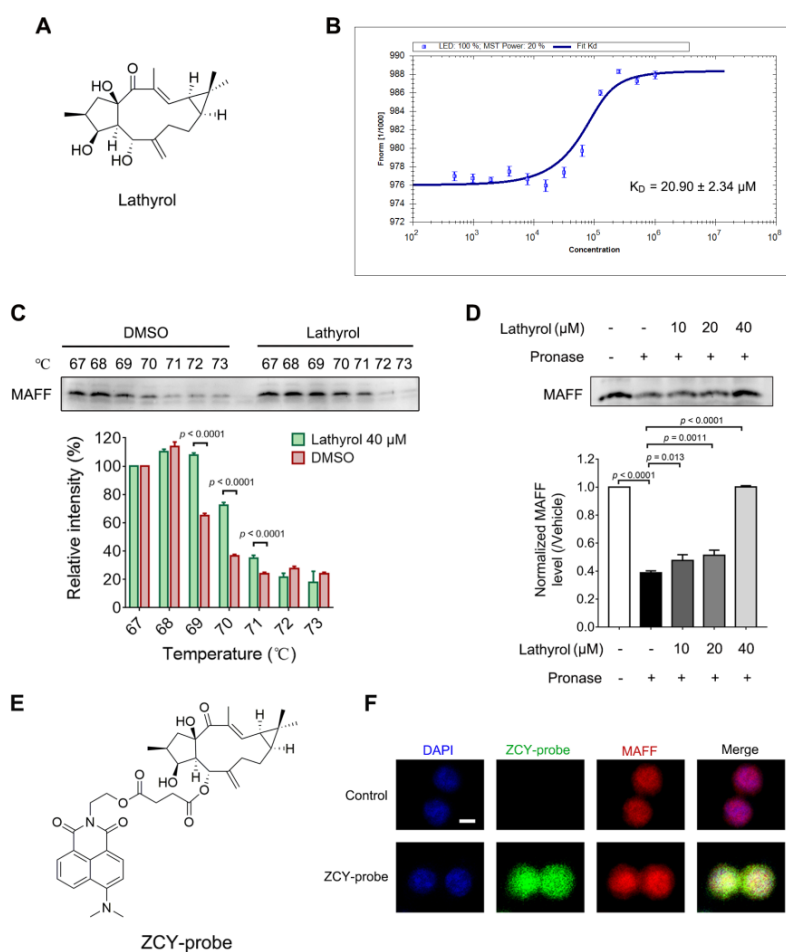 A
O
HO
H
H
HO
H
HO
Lathyrol
B
LED: 100 %; MST Power: 20 % Fit Kd
Fnorm [1/1000]
990
988
986
984
982
980
978
976
974
972
10² 10³ 10⁴ 10⁵ 10⁶ 10⁷ 10⁸
Concentration
K_D = 20.90 ± 2.34 μM
C
DMSO Lathyrol
℃ 67 68 69 70 71 72 73 67 68 69 70 71 72 73
MAFF
Relative intensity (%)
120
100
80
60
40
20
0
Lathyrol 40 μM
DMSO
p < 0.0001
p < 0.0001
p < 0.0001
67 68 69 70 71 72 73
Temperature (℃)
D
Lathyrol (μM) - - 10 20 40
Pronase - + + + +
MAFF
p < 0.0001
p = 0.0011
p = 0.013
p < 0.0001
Normalized MAFF
level (/Vehicle)
1.2
1.0
0.8
0.6
0.4
0.2
0.0
Lathyrol (μM) - - 10 20 40
Pronase - + + + +
E
O
HO
H
H
HO
H
O
O
O
O
O
N
O
N
ZCY-probe
F
DAPI ZCY-probe MAFF Merge
Control
ZCY-probe